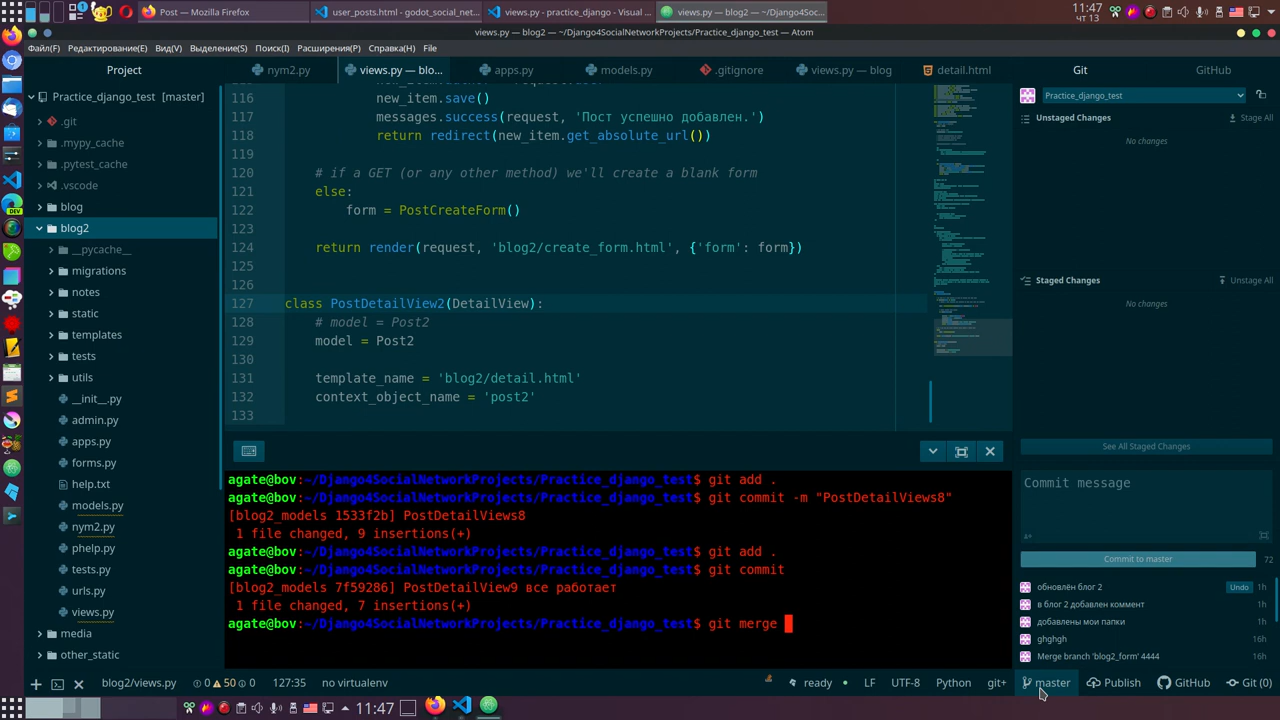 Post — Mozilla Firefox
user_posts.html - godot_social_net...
views.py - practice_django - Visual ...
views.py — blog2 — ~/Django4Soc...
11:47
чт 13
views.py — blog2 — ~/Django4SocialNetworkProjects/Practice_django_test — Atom
Файл(Ғ) Редактирование(E) Вид(V) Выделение(S) Поиск(I) Расширения(P) Справка(H) File
Project
nym2.py
views.py — blo...
apps.py
models.py
.gitignore
views.py — blog
detail.html
Git
GitHub
Practice_django_test [master]
.git
.mypy_cache
.pytest_cache
.vscode
blog
blog2
__pycache__
migrations
notes
static
templates
tests
utils
__init__.py
admin.py
apps.py
forms.py
help.txt
models.py
nym2.py
phelp.py
tests.py
urls.py
views.py
media
other_static
116 new_item.save()
117 messages.success(request, 'Пост успешно добавлен.')
118 return redirect(new_item.get_absolute_url())
119
120 # if a GET (or any other method) we'll create a blank form
121 else:
122 form = PostCreateForm()
123
124 return render(request, 'blog2/create_form.html', {'form': form})
125
126
127 class PostDetailView2(DetailView):
128 # model = Post2
129 model = Post2
130
131 template_name = 'blog2/detail.html'
132 context_object_name = 'post2'
133
agate@bov:~/Django4SocialNetworkProjects/Practice_django_test$ git add .
agate@bov:~/Django4SocialNetworkProjects/Practice_django_test$ git commit -m "PostDetailViews8"
[blog2_models 1533f2b] PostDetailViews8
1 file changed, 9 insertions(+)
agate@bov:~/Django4SocialNetworkProjects/Practice_django_test$ git add .
agate@bov:~/Django4SocialNetworkProjects/Practice_django_test$ git commit
[blog2_models 7f59286] PostDetailView9 все работает
1 file changed, 7 insertions(+)
agate@bov:~/Django4SocialNetworkProjects/Practice_django_test$ git merge
Practice_django_test
Unstaged Changes
Stage All
No changes
Staged Changes
Unstage All
No changes
See All Staged Changes
Commit message
Commit to master
72
обновлён блог 2 Undo 1h
в блог 2 добавлен коммент 1h
добавлены мои папки 1h
ghghgh 16h
Merge branch 'blog2_form' 4444 16h
blog2/views.py
0 50 0
127:35
no virtualenv
ready
LF
UTF-8
Python
git+
master
Publish
GitHub
Git (0)
11:47